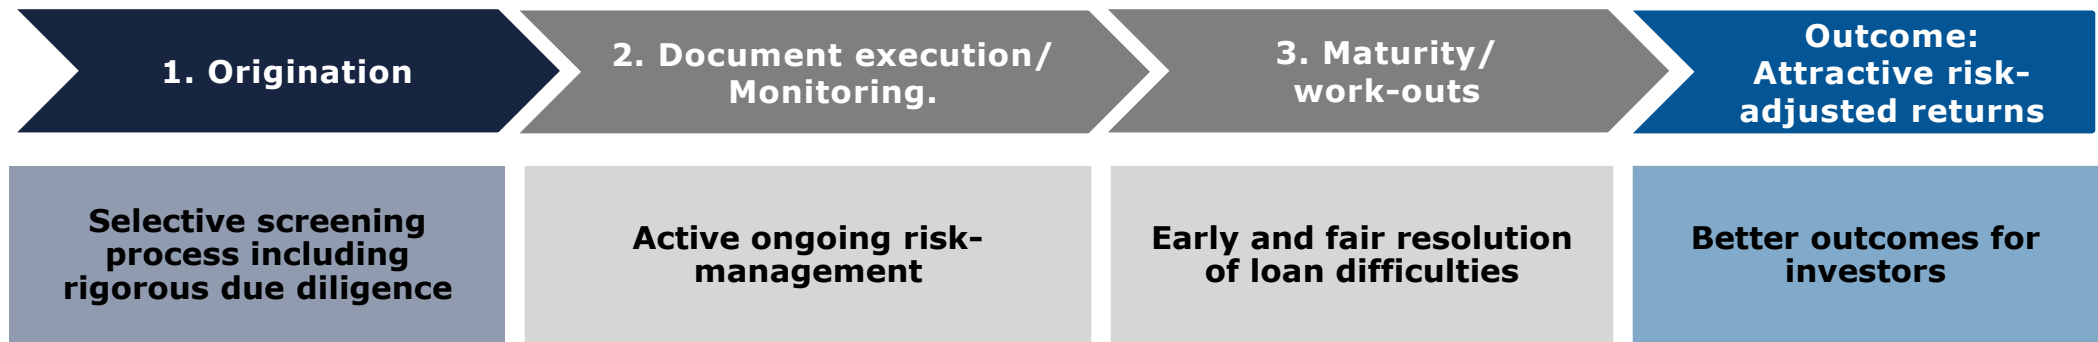 1. Origination
2. Document execution/
Monitoring.
3. Maturity/
work-outs
Outcome:
Attractive risk-
adjusted returns
Selective screening
process including
rigorous due diligence
Active ongoing risk-
management
Early and fair resolution
of loan difficulties
Better outcomes for
investors